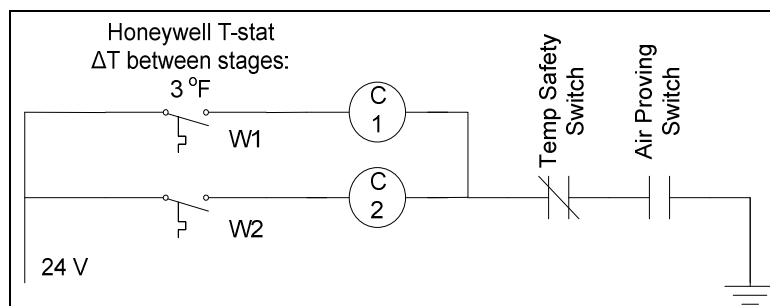 Honeywell T-stat
ΔT between stages:
3 °F
W1
C
1
W2
C
2
24 V
Temp Safety
Switch
Air Proving
Switch